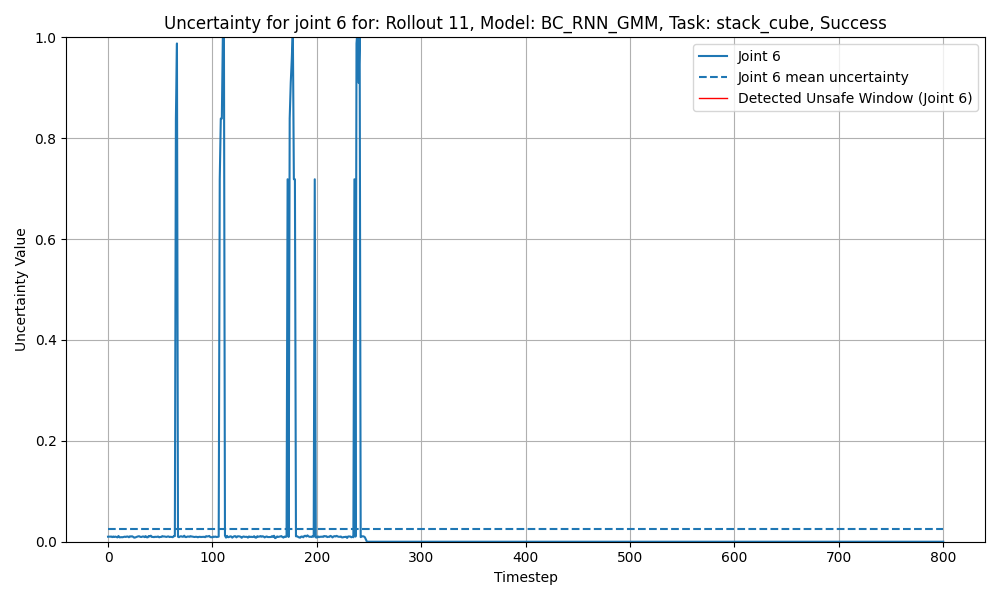 Uncertainty for joint 6 for: Rollout 11, Model: BC_RNN_GMM, Task: stack_cube, Success
Joint 6
Joint 6 mean uncertainty
Detected Unsafe Window (Joint 6)
Uncertainty Value
1.0
0.8
0.6
0.4
0.2
0.0
0 100 200 300 400 500 600 700 800
Timestep